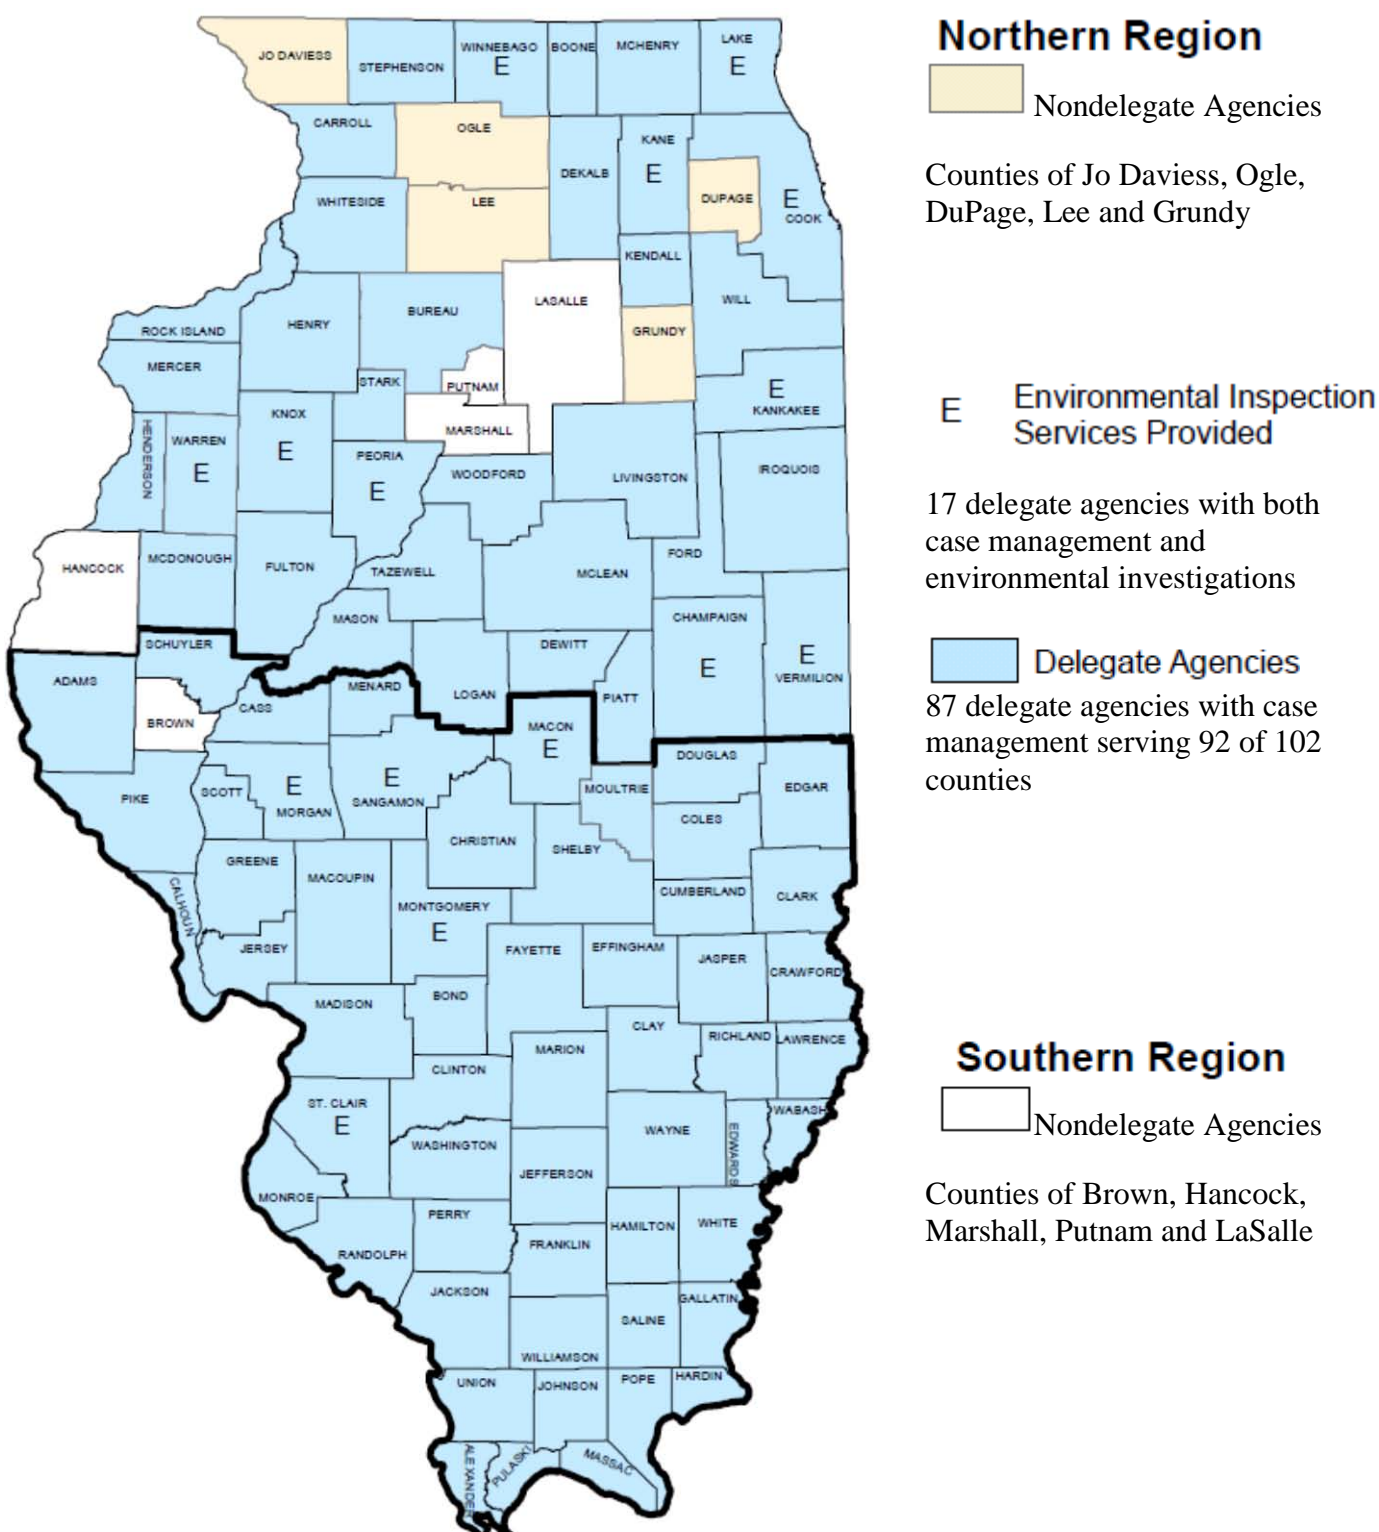 JO DAVIESS
STEPHENSON
WINNEBAGO
E
BOONE
MCHENRY
LAKE
E
CARROLL
OGLE
DEKALB
KANE
E
DUPAGE
E
COOK
WHITESIDE
LEE
KENDALL
WILL
ROCK ISLAND
HENRY
BUREAU
LASALLE
GRUNDY
MERCER
STARK
PUTNAM
E
KANKAKEE
HENDERSON
WARREN
E
KNOX
E
PEORIA
E
MARSHALL
WOODFORD
LIVINGSTON
IROQUOIS
HANCOCK
MCDONOUGH
FULTON
TAZEWELL
MCLEAN
FORD
MASON
SCHUYLER
DEWITT
CHAMPAIGN
E
E
VERMILION
ADAMS
BROWN
CASS
MENARD
LOGAN
PIATT
MACON
E
PIKE
SCOTT
E
MORGAN
E
SANGAMON
CHRISTIAN
MOULTRIE
DOUGLAS
EDGAR
COLES
SHELBY
GREENE
MACOUPIN
MONTGOMERY
E
CUMBERLAND
CLARK
CALHOUN
JERSEY
FAYETTE
EFFINGHAM
JASPER
CRAWFORD
MADISON
BOND
CLAY
RICHLAND
LAWRENCE
MARION
CLINTON
ST. CLAIR
E
WASHINGTON
JEFFERSON
WAYNE
EDWARDS
WABASH
MONROE
RANDOLPH
PERRY
FRANKLIN
HAMILTON
WHITE
JACKSON
WILLIAMSON
SALINE
GALLATIN
UNION
JOHNSON
POPE
HARDIN
ALEXANDER
PULASKI
MASSAC
Northern Region
Nondelegate Agencies
Counties of Jo Daviess, Ogle,
DuPage, Lee and Grundy
E Environmental Inspection
Services Provided
17 delegate agencies with both
case management and
environmental investigations
Delegate Agencies
87 delegate agencies with case
management serving 92 of 102
counties
Southern Region
Nondelegate Agencies
Counties of Brown, Hancock,
Marshall, Putnam and LaSalle